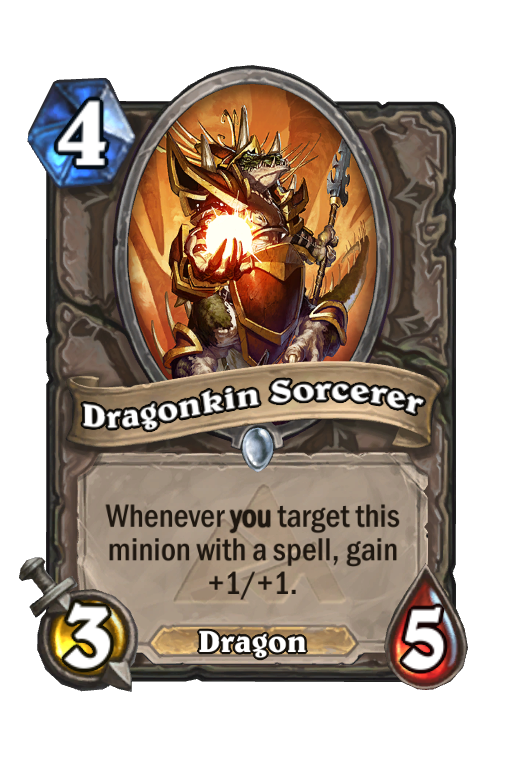 4
Dragonkin Sorcerer
Whenever you target this
minion with a spell, gain
+1/+1.
3
Dragon
5